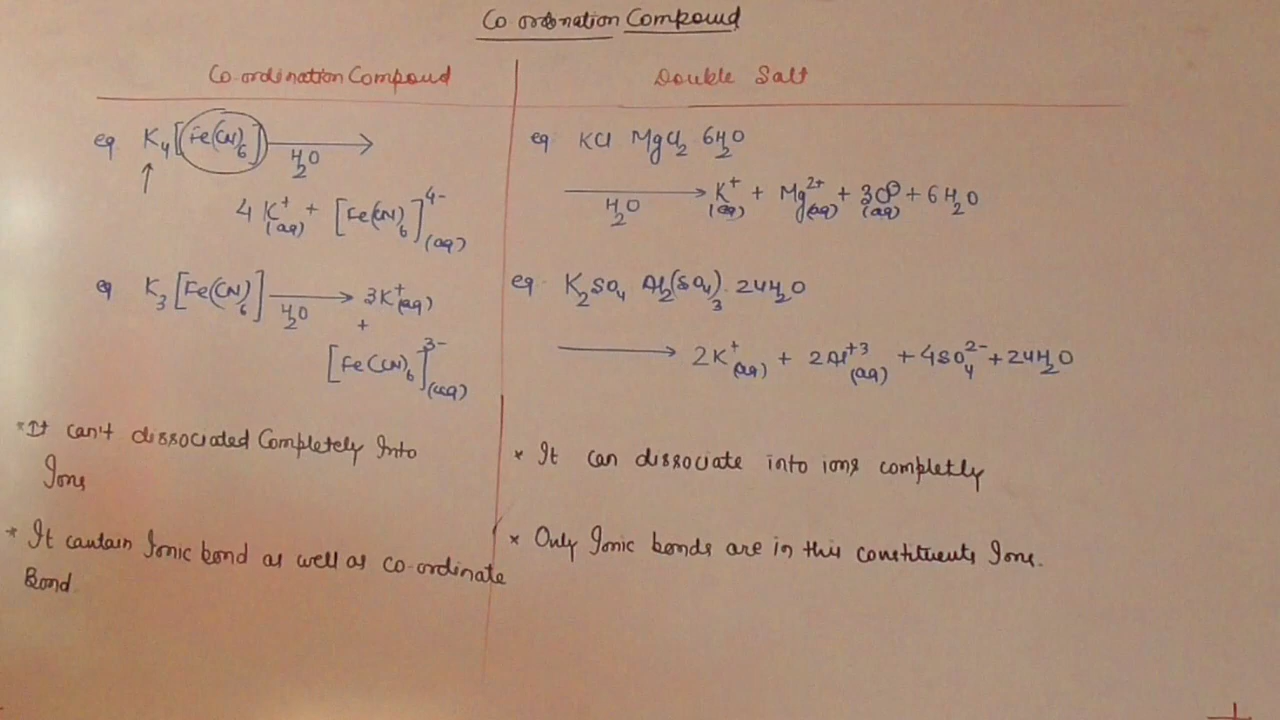 Co ordination Compound
Co-ordination Compound
eq K₄[Fe(CN)₆] H₂O
4 K⁺(aq) + [Fe(CN)₆]⁴⁻(aq)
eq K₃[Fe(CN)₆] H₂O → 3K⁺(aq)
+
[Fe(CN)₆]³⁻(aq)
*It can't dissociated Completely Into
Ions
* It contain Ionic bond as well as co-ordinate
Bond.
Double Salt
eq KCl MgCl₂ 6H₂O
H₂O → K⁺(aq) + Mg²⁺(aq) + 3Cl⊖(aq) + 6H₂O
eq. K₂SO₄ Al₂(SO₄)₃. 24H₂O
→ 2K⁺(aq) + 2Al⁺³(aq) + 4SO₄²⁻ + 24H₂O
* It can dissociate into ions completly
* Only Ionic bonds are in this constituents Ions.